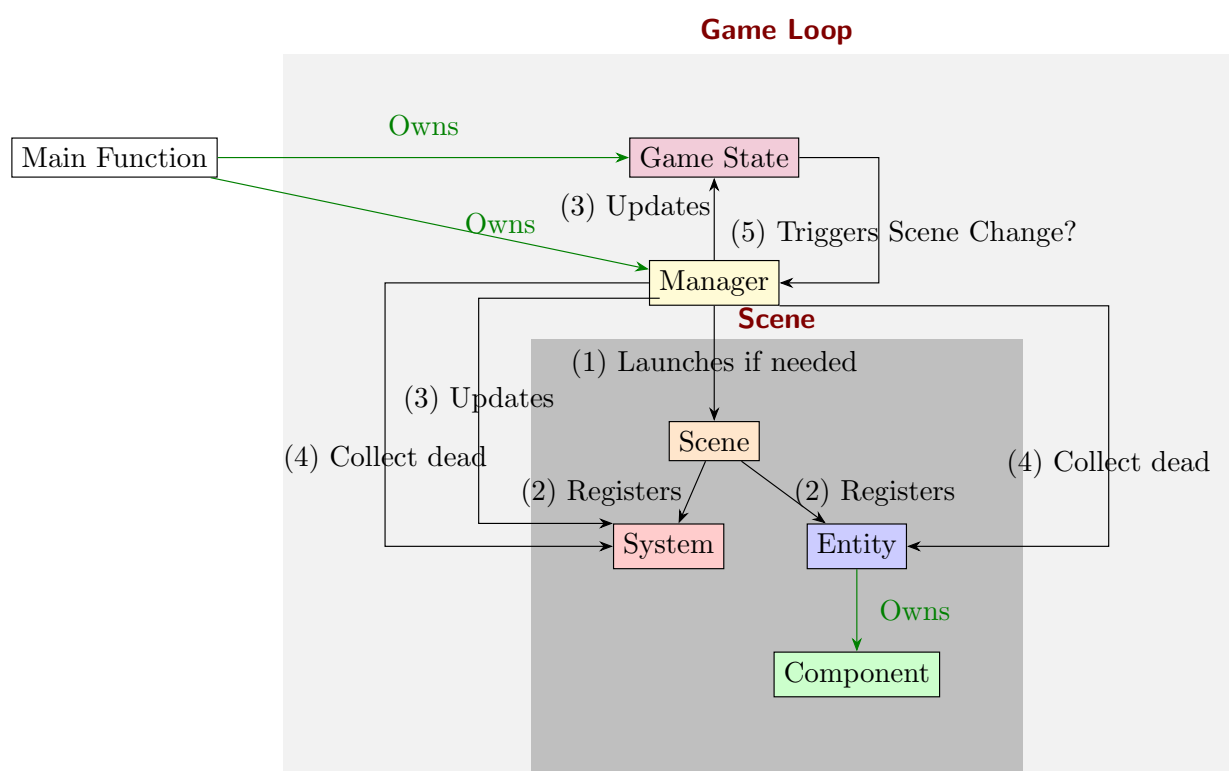 Game Loop
Owns
Main Function
Game State
(3) Updates
Owns
(5) Triggers Scene Change?
Manager
Scene
(1) Launches if needed
(3) Updates
Scene
(4) Collect dead
(4) Collect dead
(2) Registers
(2) Registers
System
Entity
Owns
Component